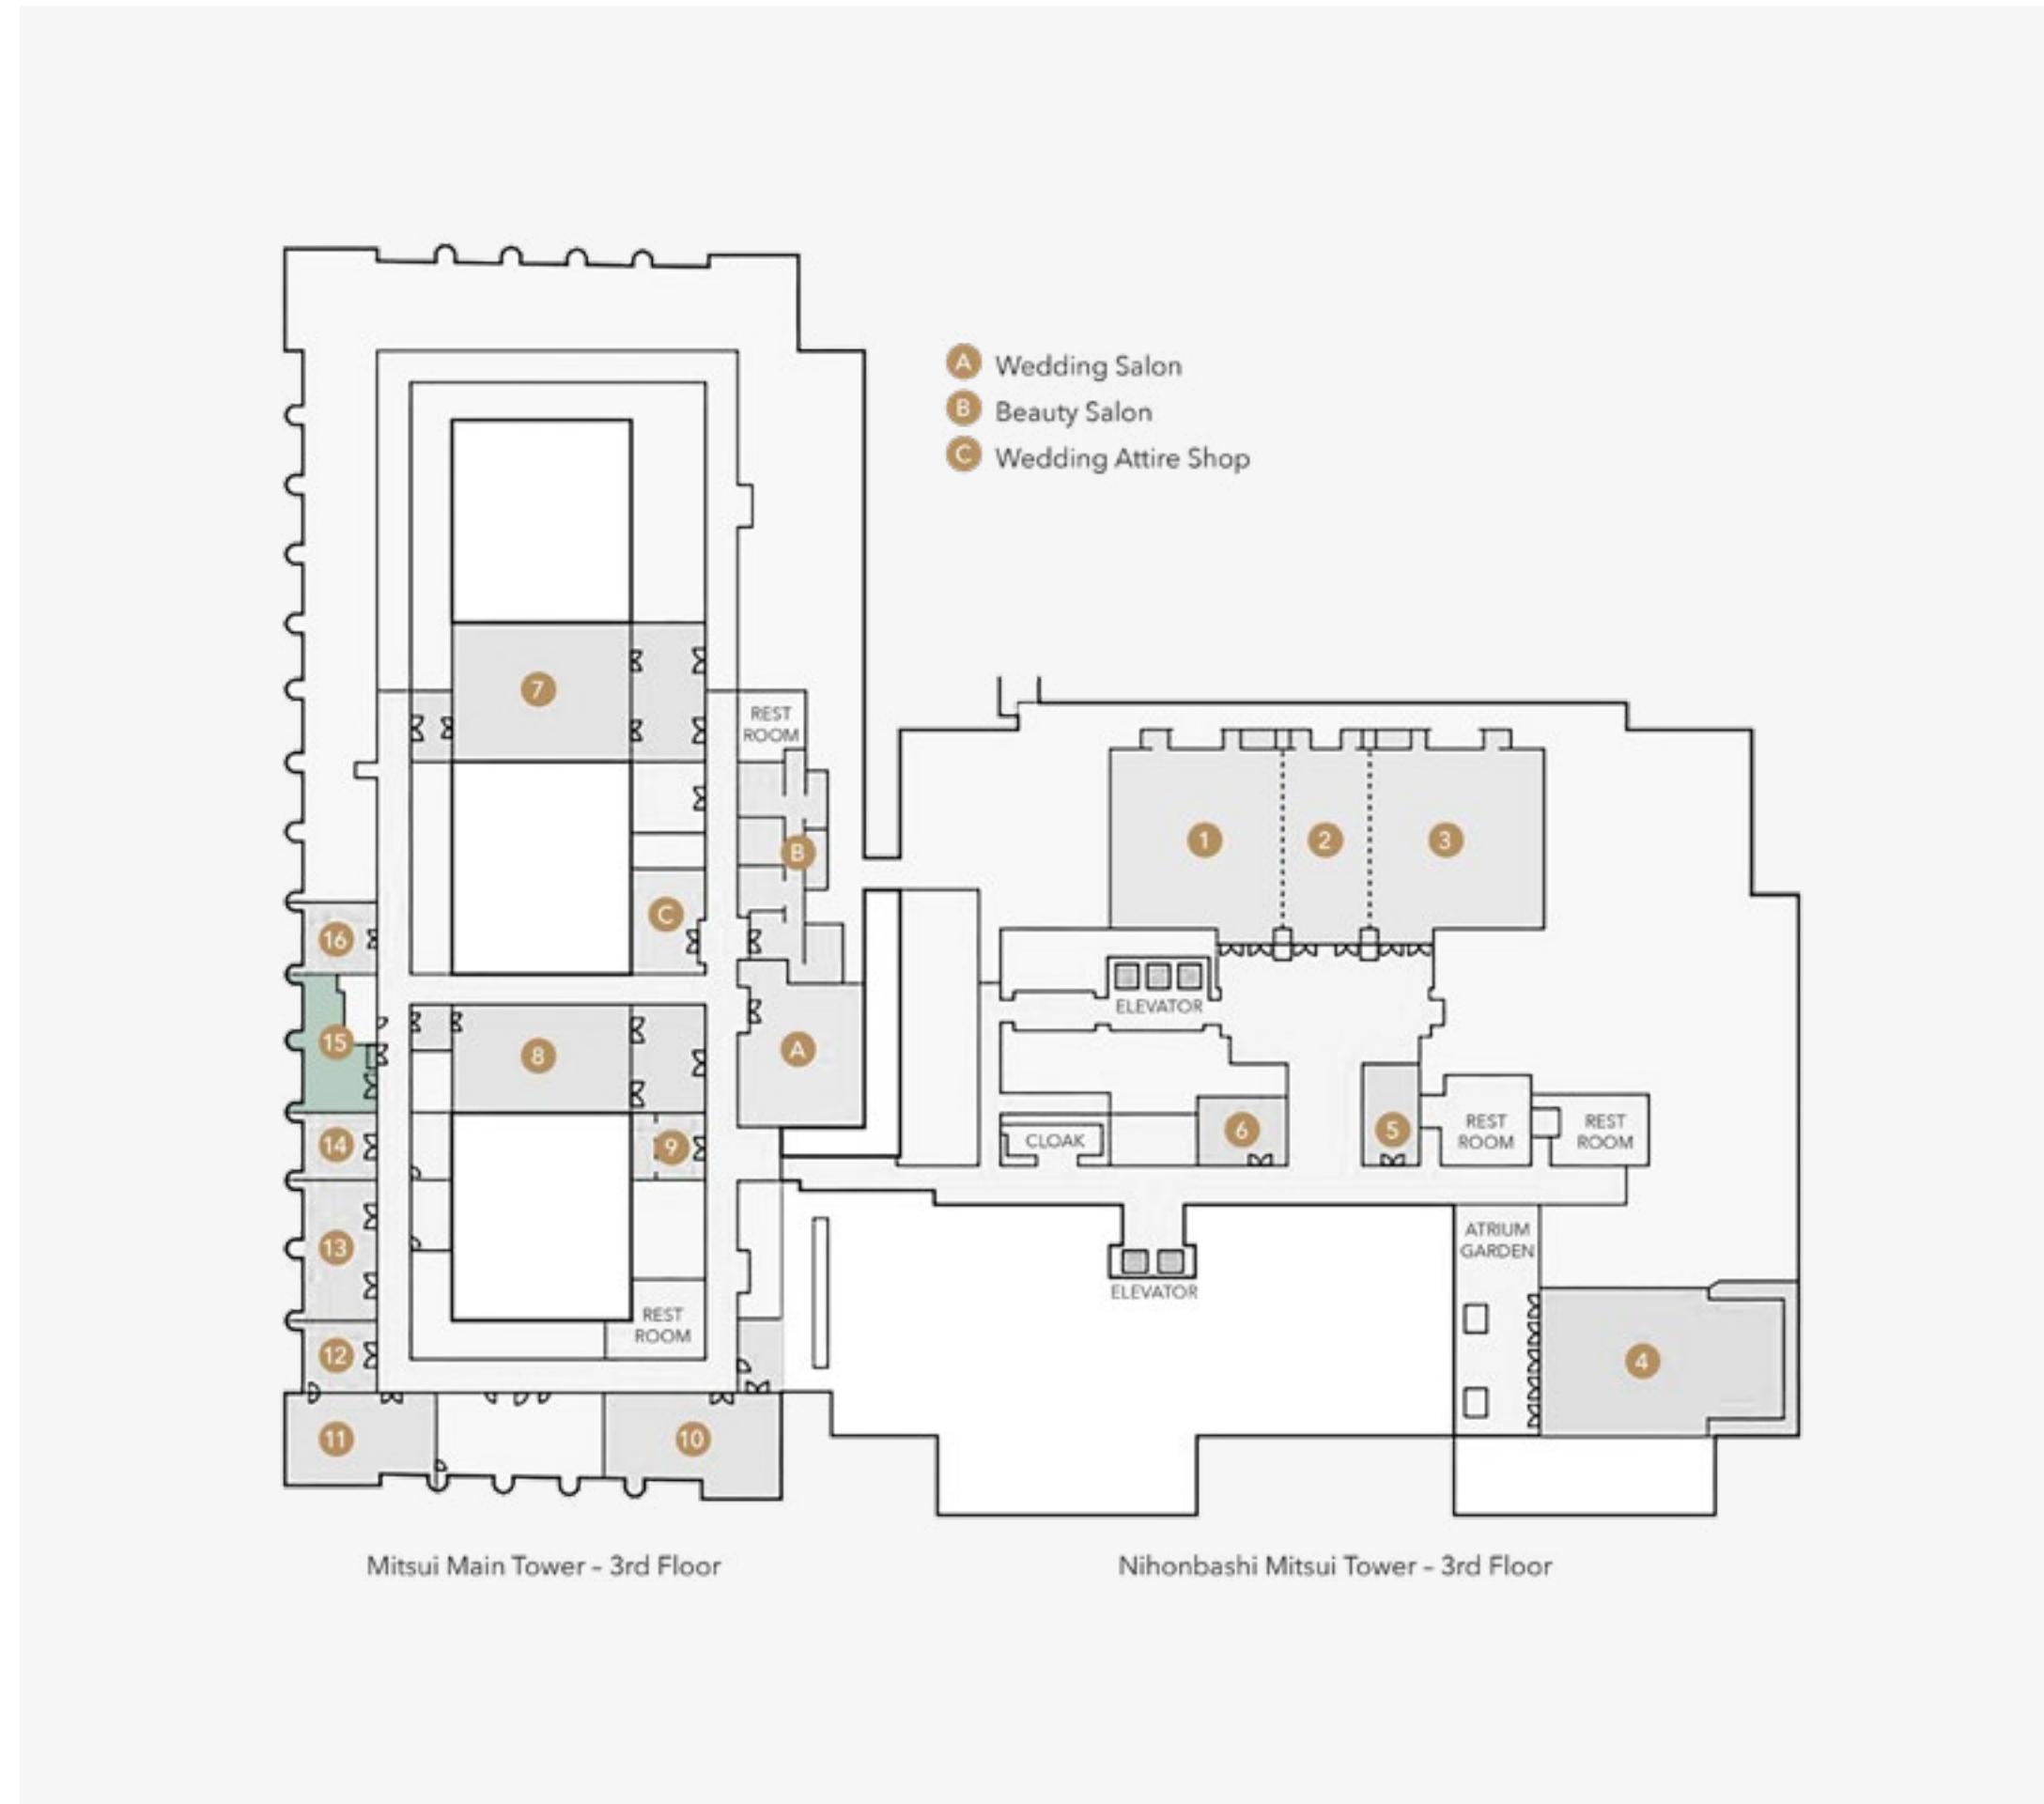 A Wedding Salon
B Beauty Salon
C Wedding Attire Shop
7
REST
ROOM
1
2
3
B
C
16
ELEVATOR
15
8
A
14
9
CLOAK
6
5
REST
ROOM
REST
ROOM
13
ATRIUM
GARDEN
ELEVATOR
REST
ROOM
12
4
11
10
Mitsui Main Tower – 3rd Floor
Nihonbashi Mitsui Tower – 3rd Floor